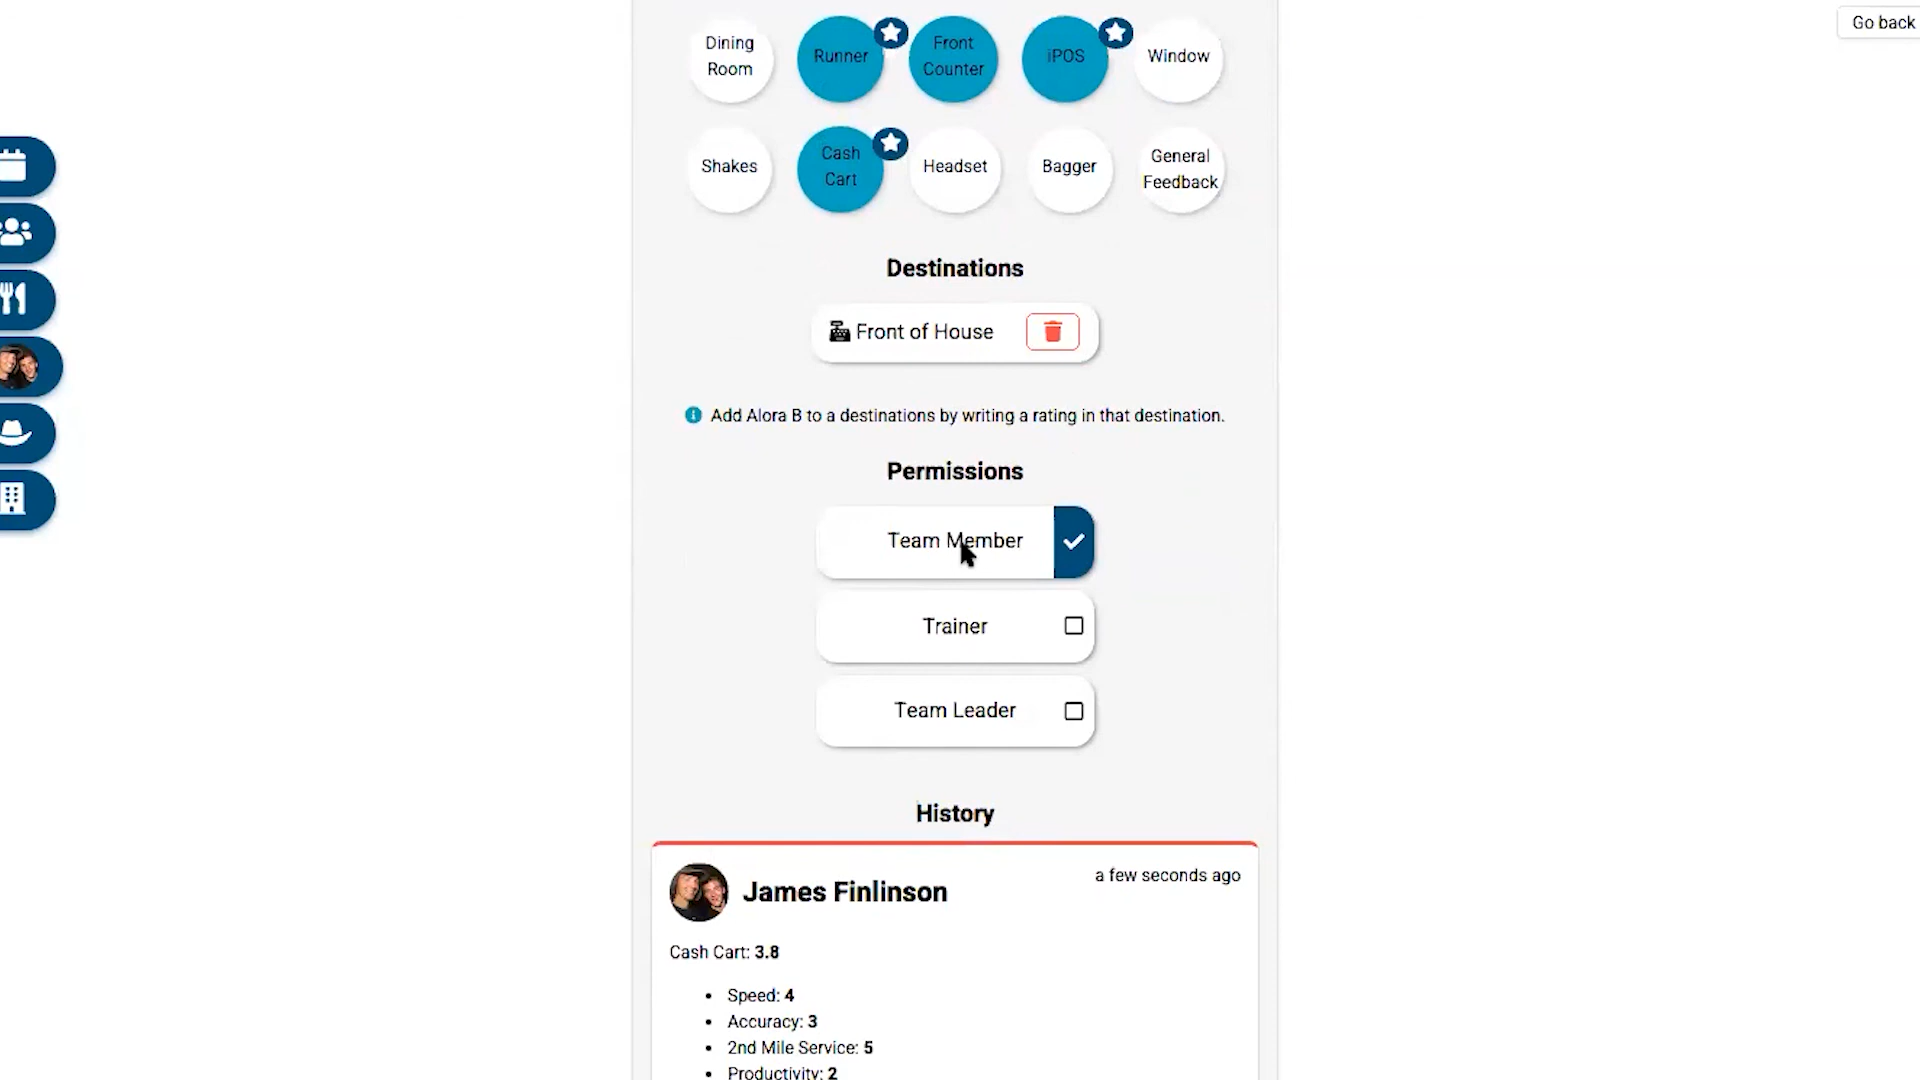 Go back
Dining
Room
Runner
Front
Counter
iPOS
Window
Shakes
Cash
Cart
Headset
Bagger
General
Feedback
Destinations
Front of House
Add Alora B to a destinations by writing a rating in that destination.
Permissions
Team Member
Trainer
Team Leader
History
James Finlinson
a few seconds ago
Cash Cart: 3.8
• Speed: 4
• Accuracy: 3
• 2nd Mile Service: 5
• Productivity: 2